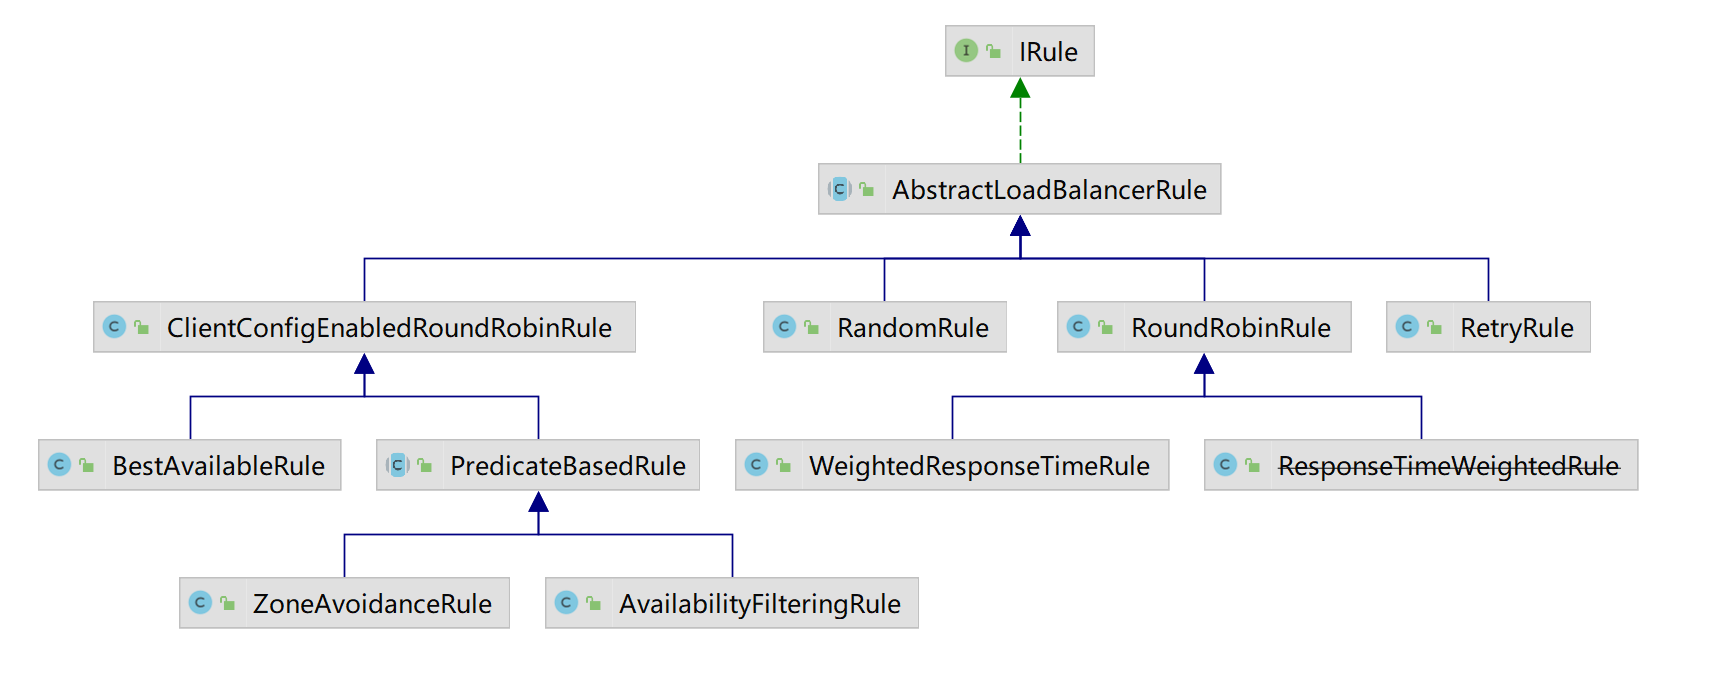 IRule
AbstractLoadBalancerRule
ClientConfigEnabledRoundRobinRule
RandomRule
RoundRobinRule
RetryRule
BestAvailableRule
PredicateBasedRule
WeightedResponseTimeRule
ResponseTimeWeightedRule
ZoneAvoidanceRule
AvailabilityFilteringRule